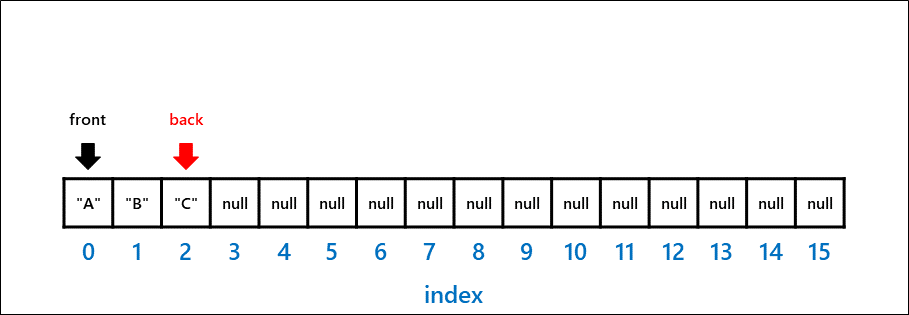 front back
"A" "B" "C" null null null null null null null null null null null null null
0 1 2 3 4 5 6 7 8 9 10 11 12 13 14 15
index